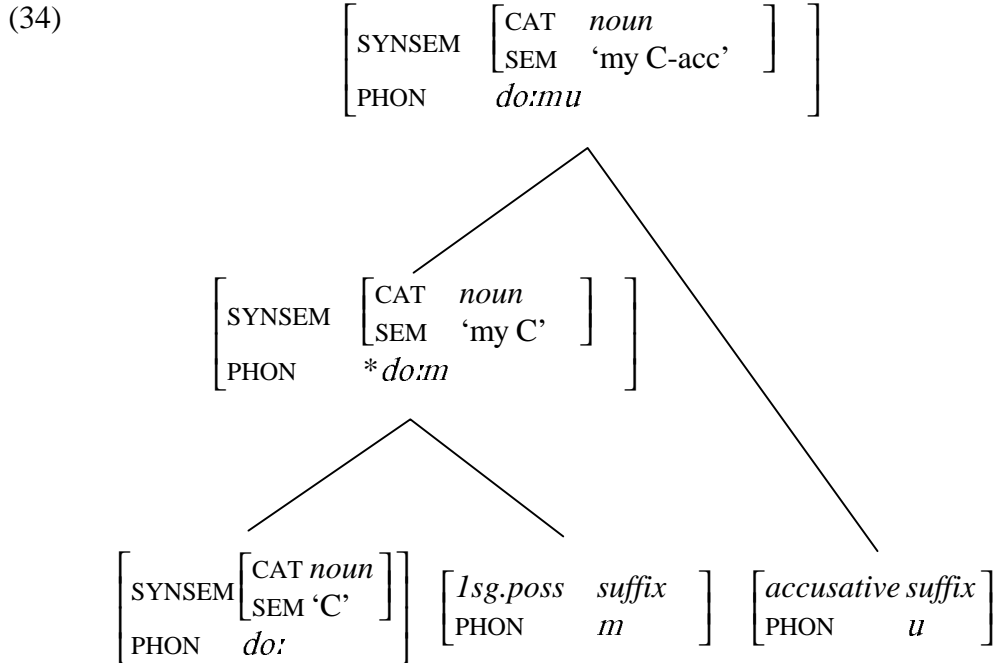 (34)
SYNSEM CAT noun
SEM ‘my C-acc’
PHON do:mu
SYNSEM CAT noun
SEM ‘my C’
PHON *do:m
SYNSEM CAT noun
SEM ‘C’
PHON do:
1sg.poss suffix
PHON m
accusative suffix
PHON u